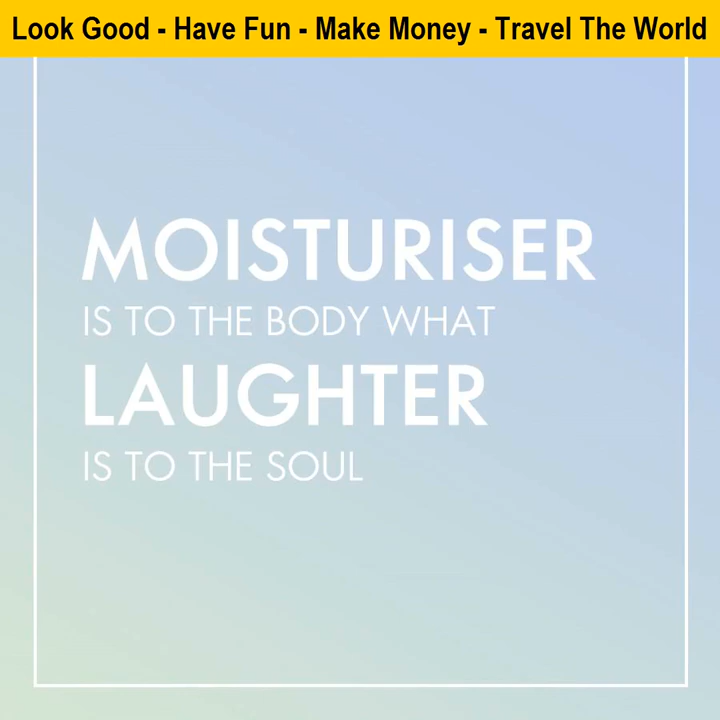 Look Good - Have Fun - Make Money - Travel The World
MOISTURISER
IS TO THE BODY WHAT
LAUGHTER
IS TO THE SOUL